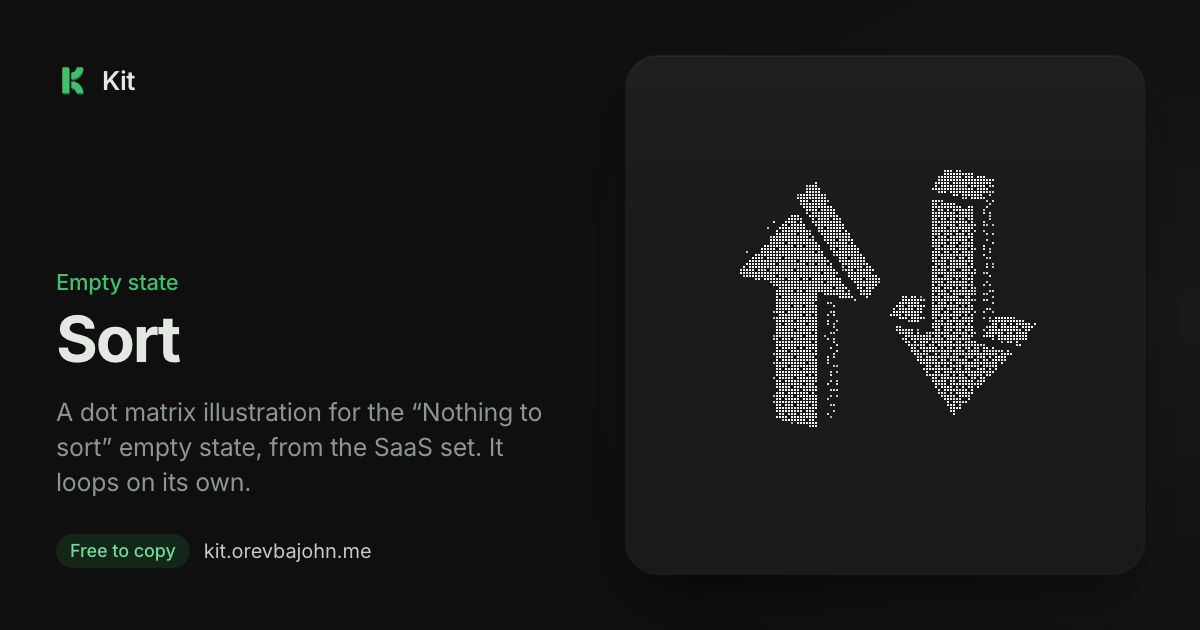 Kit
Empty state
Sort
A dot matrix illustration for the “Nothing to
sort” empty state, from the SaaS set. It
loops on its own.
Free to copy
kit.orevbajohn.me